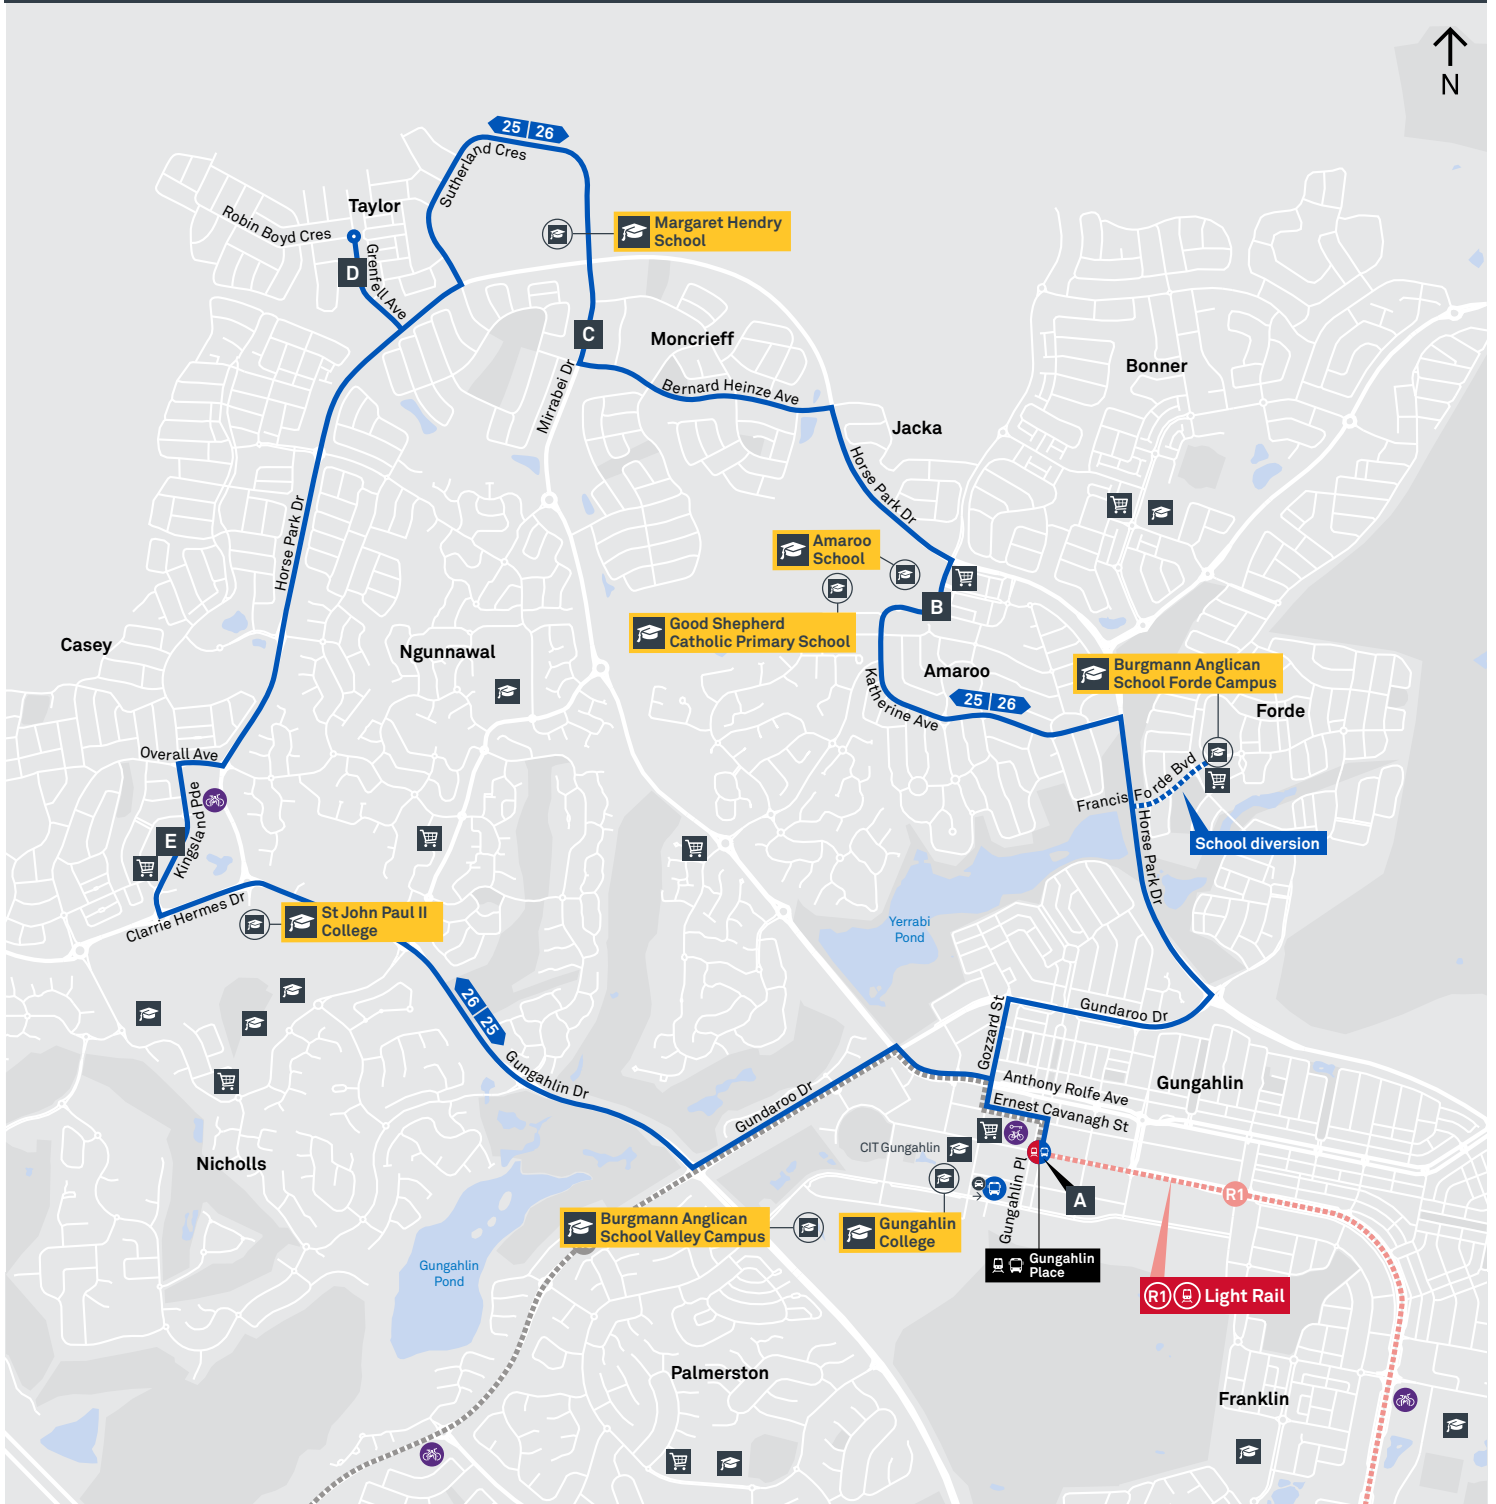 N
25 26
Sutherland Cres
Taylor
Robin Boyd Cres
Margaret Hendry
School
D
Grenfell Ave
C
Moncrieff
Mirrabei Dr
Bernard Heinze Ave
Bonner
Jacka
Horse Park Dr
Horse Park Dr
Amaroo
School
B
Good Shepherd
Catholic Primary School
Casey
Ngunnawal
Amaroo
Burgmann Anglican
School Forde Campus
Katherine Ave
25 26
Forde
Overall Ave
Kingsland Pde
Francis Forde Bvd
Horse Park Dr
School diversion
E
Clarrie Hermes Dr
St John Paul II
College
Yerrabi
Pond
26 25
Gozzard St
Gundaroo Dr
Gungahlin Dr
Gundaroo Dr
Anthony Rolfe Ave
Gungahlin
Ernest Cavanagh St
CIT Gungahlin
Nicholls
Gungahlin Pl
A
R1
Burgmann Anglican
School Valley Campus
Gungahlin
College
Gungahlin
Place
Gungahlin
Pond
R1 Light Rail
Palmerston
Franklin